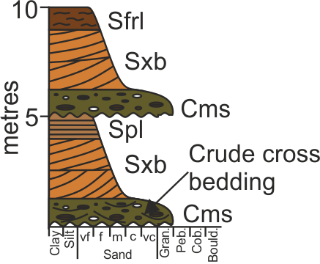 10
Sfrl
Sxb
Cms
5
Spl
Sxb
Crude cross
bedding
Cms
metres
Clay
Silt
vf
f
m
c
vc
Gran.
Peb.
Cob.
Bould.
Sand